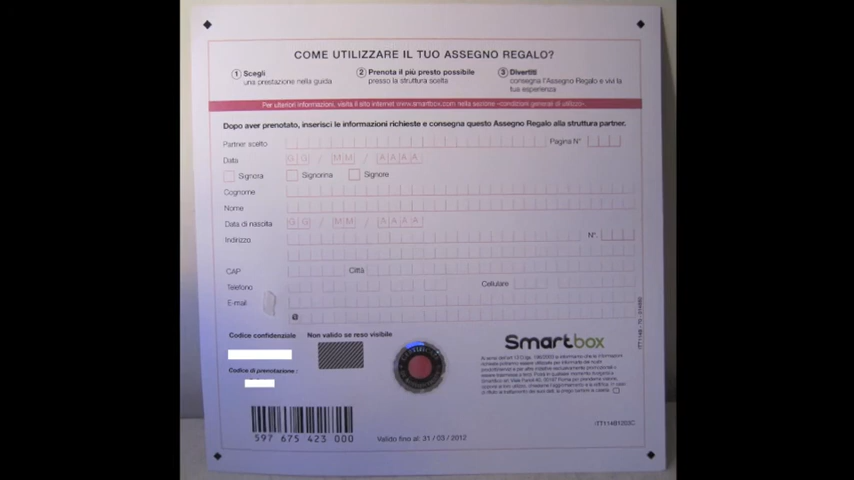 COME UTILIZZARE IL TUO ASSEGNO REGALO?
1 Scegli
una prestazione nella guida
2 Prenota il più presto possibile
presso la struttura scelta
3 Divertiti
consegna l'Assegno Regalo e vivi la
tua esperienza
Per ulteriori informazioni, visita il sito internet www.smartbox.com nella sezione «condizioni generali di utilizzo».
Dopo aver prenotato, inserisci le informazioni richieste e consegna questo Assegno Regalo alla struttura partner.
Partner scelto Pagina N°
Data G G / M M / A A A A
Signora Signorina Signore
Cognome
Nome
Data di nascita G G / M M / A A A A
Indirizzo N°
CAP Città
Telefono Cellulare
E-mail
@
Codice confidenziale Non valido se reso visibile
Codice di prenotazione :
Smartbox
597 675 423 000
Valido fino al: 31 / 03 / 2012